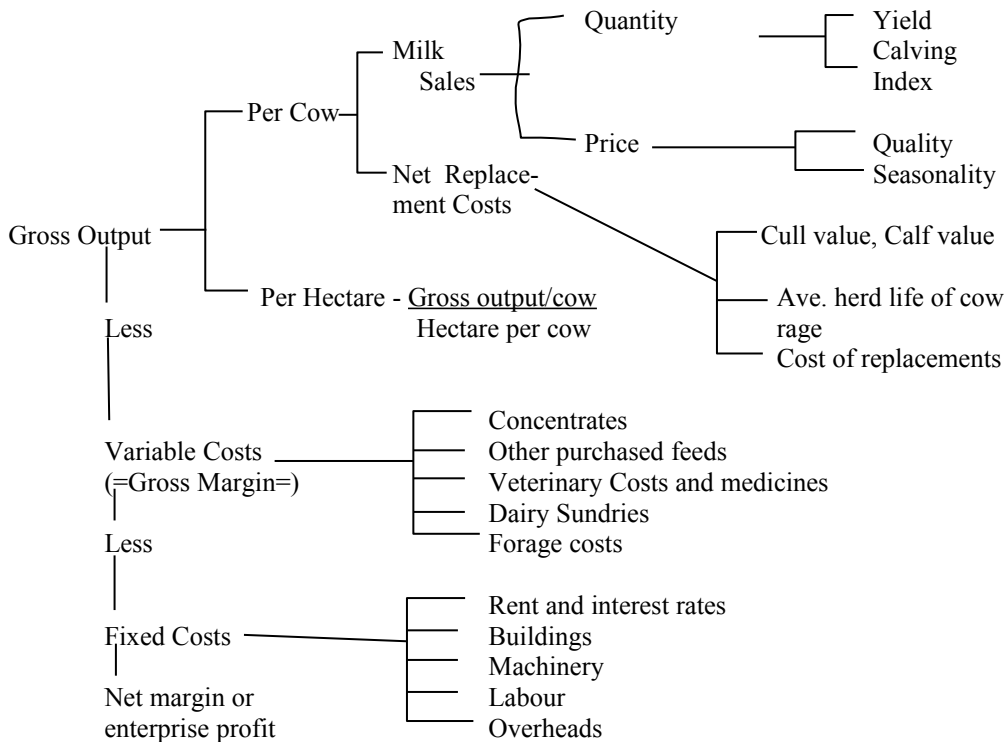 Quantity
Yield
Calving
Index
Milk
Sales
Per Cow
Price
Quality
Seasonality
Net Replace-
ment Costs
Gross Output
Cull value, Calf value
Per Hectare - Gross output/cow
Hectare per cow
Ave. herd life of cow
rage
Cost of replacements
Less
Variable Costs
(=Gross Margin=)
Concentrates
Other purchased feeds
Veterinary Costs and medicines
Dairy Sundries
Forage costs
Less
Fixed Costs
Rent and interest rates
Buildings
Machinery
Labour
Overheads
Net margin or
enterprise profit